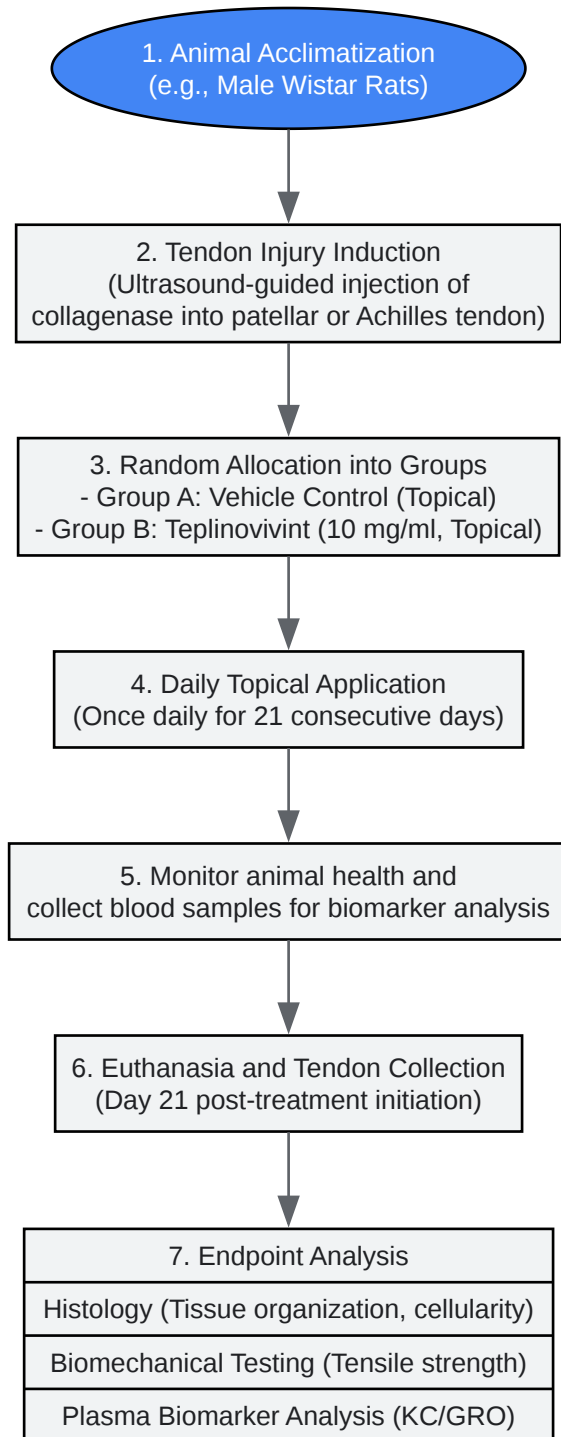 1. Animal Acclimatization
(e.g., Male Wistar Rats)
2. Tendon Injury Induction
(Ultrasound-guided injection of
collagenase into patellar or Achilles tendon)
3. Random Allocation into Groups
- Group A: Vehicle Control (Topical)
- Group B: Teplinovivint (10 mg/ml, Topical)
4. Daily Topical Application
(Once daily for 21 consecutive days)
5. Monitor animal health and
collect blood samples for biomarker analysis
6. Euthanasia and Tendon Collection
(Day 21 post-treatment initiation)
7. Endpoint Analysis
Histology (Tissue organization, cellularity)
Biomechanical Testing (Tensile strength)
Plasma Biomarker Analysis (KC/GRO)